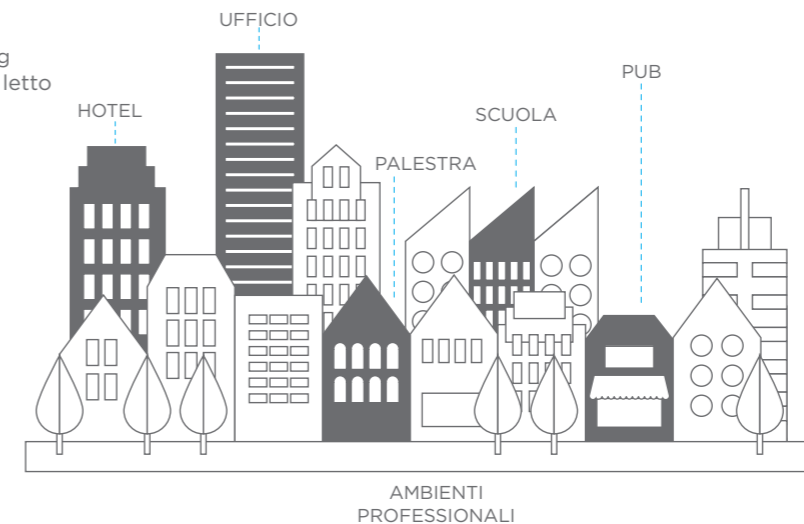 g
letto
UFFICIO
HOTEL
PUB
SCUOLA
PALESTRA
AMBIENTI
PROFESSIONALI